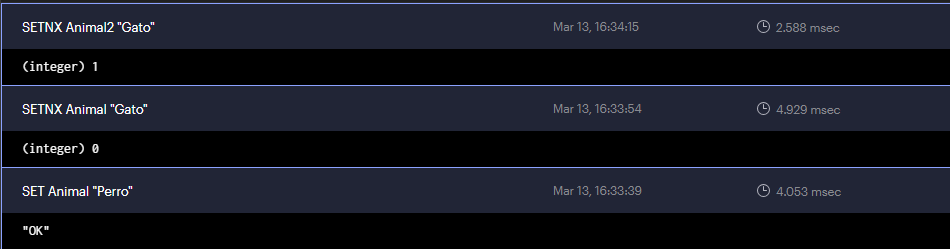 SETNX Animal2 "Gato" Mar 13, 16:34:15 2.588 msec
(integer) 1
SETNX Animal "Gato" Mar 13, 16:33:54 4.929 msec
(integer) 0
SET Animal "Perro" Mar 13, 16:33:39 4.053 msec
"OK"